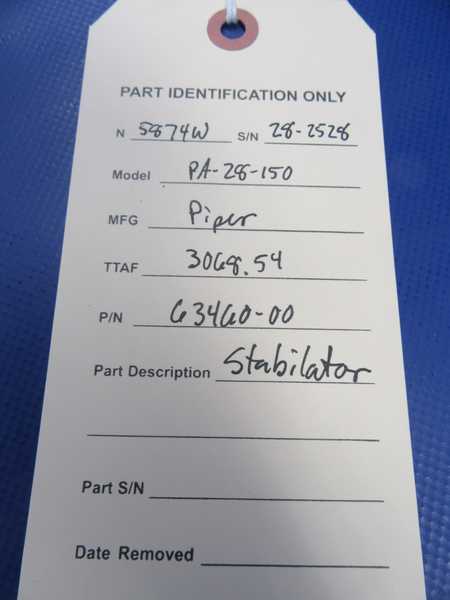 PART IDENTIFICATION ONLY
N 5874W S/N 28-2528
Model PA-28-150
MFG Piper
TTAF 3068.54
P/N 63460-00
Part Description Stabilator
Part S/N
Date Removed